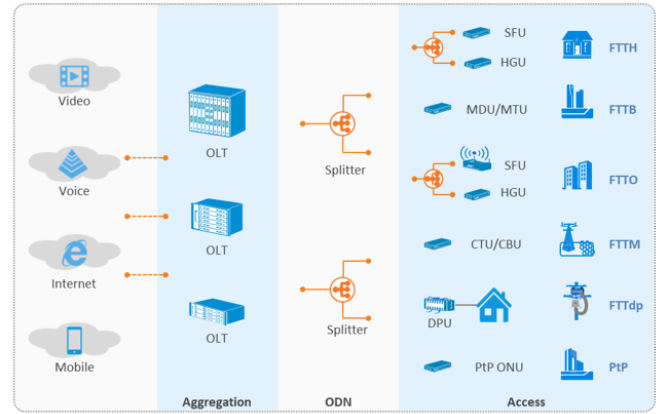 Video
Voice
Internet
Mobile
OLT
OLT
OLT
Aggregation
Splitter
Splitter
ODN
SFU
HGU
FTTH
MDU/MTU
FTTB
SFU
HGU
FTTO
CTU/CBU
FTTM
DPU
FTTdp
PtP ONU
PtP
Access